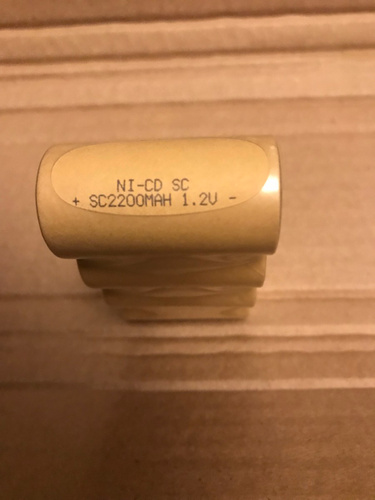 NI-CD SC
+ SC2200MAH 1.2V -